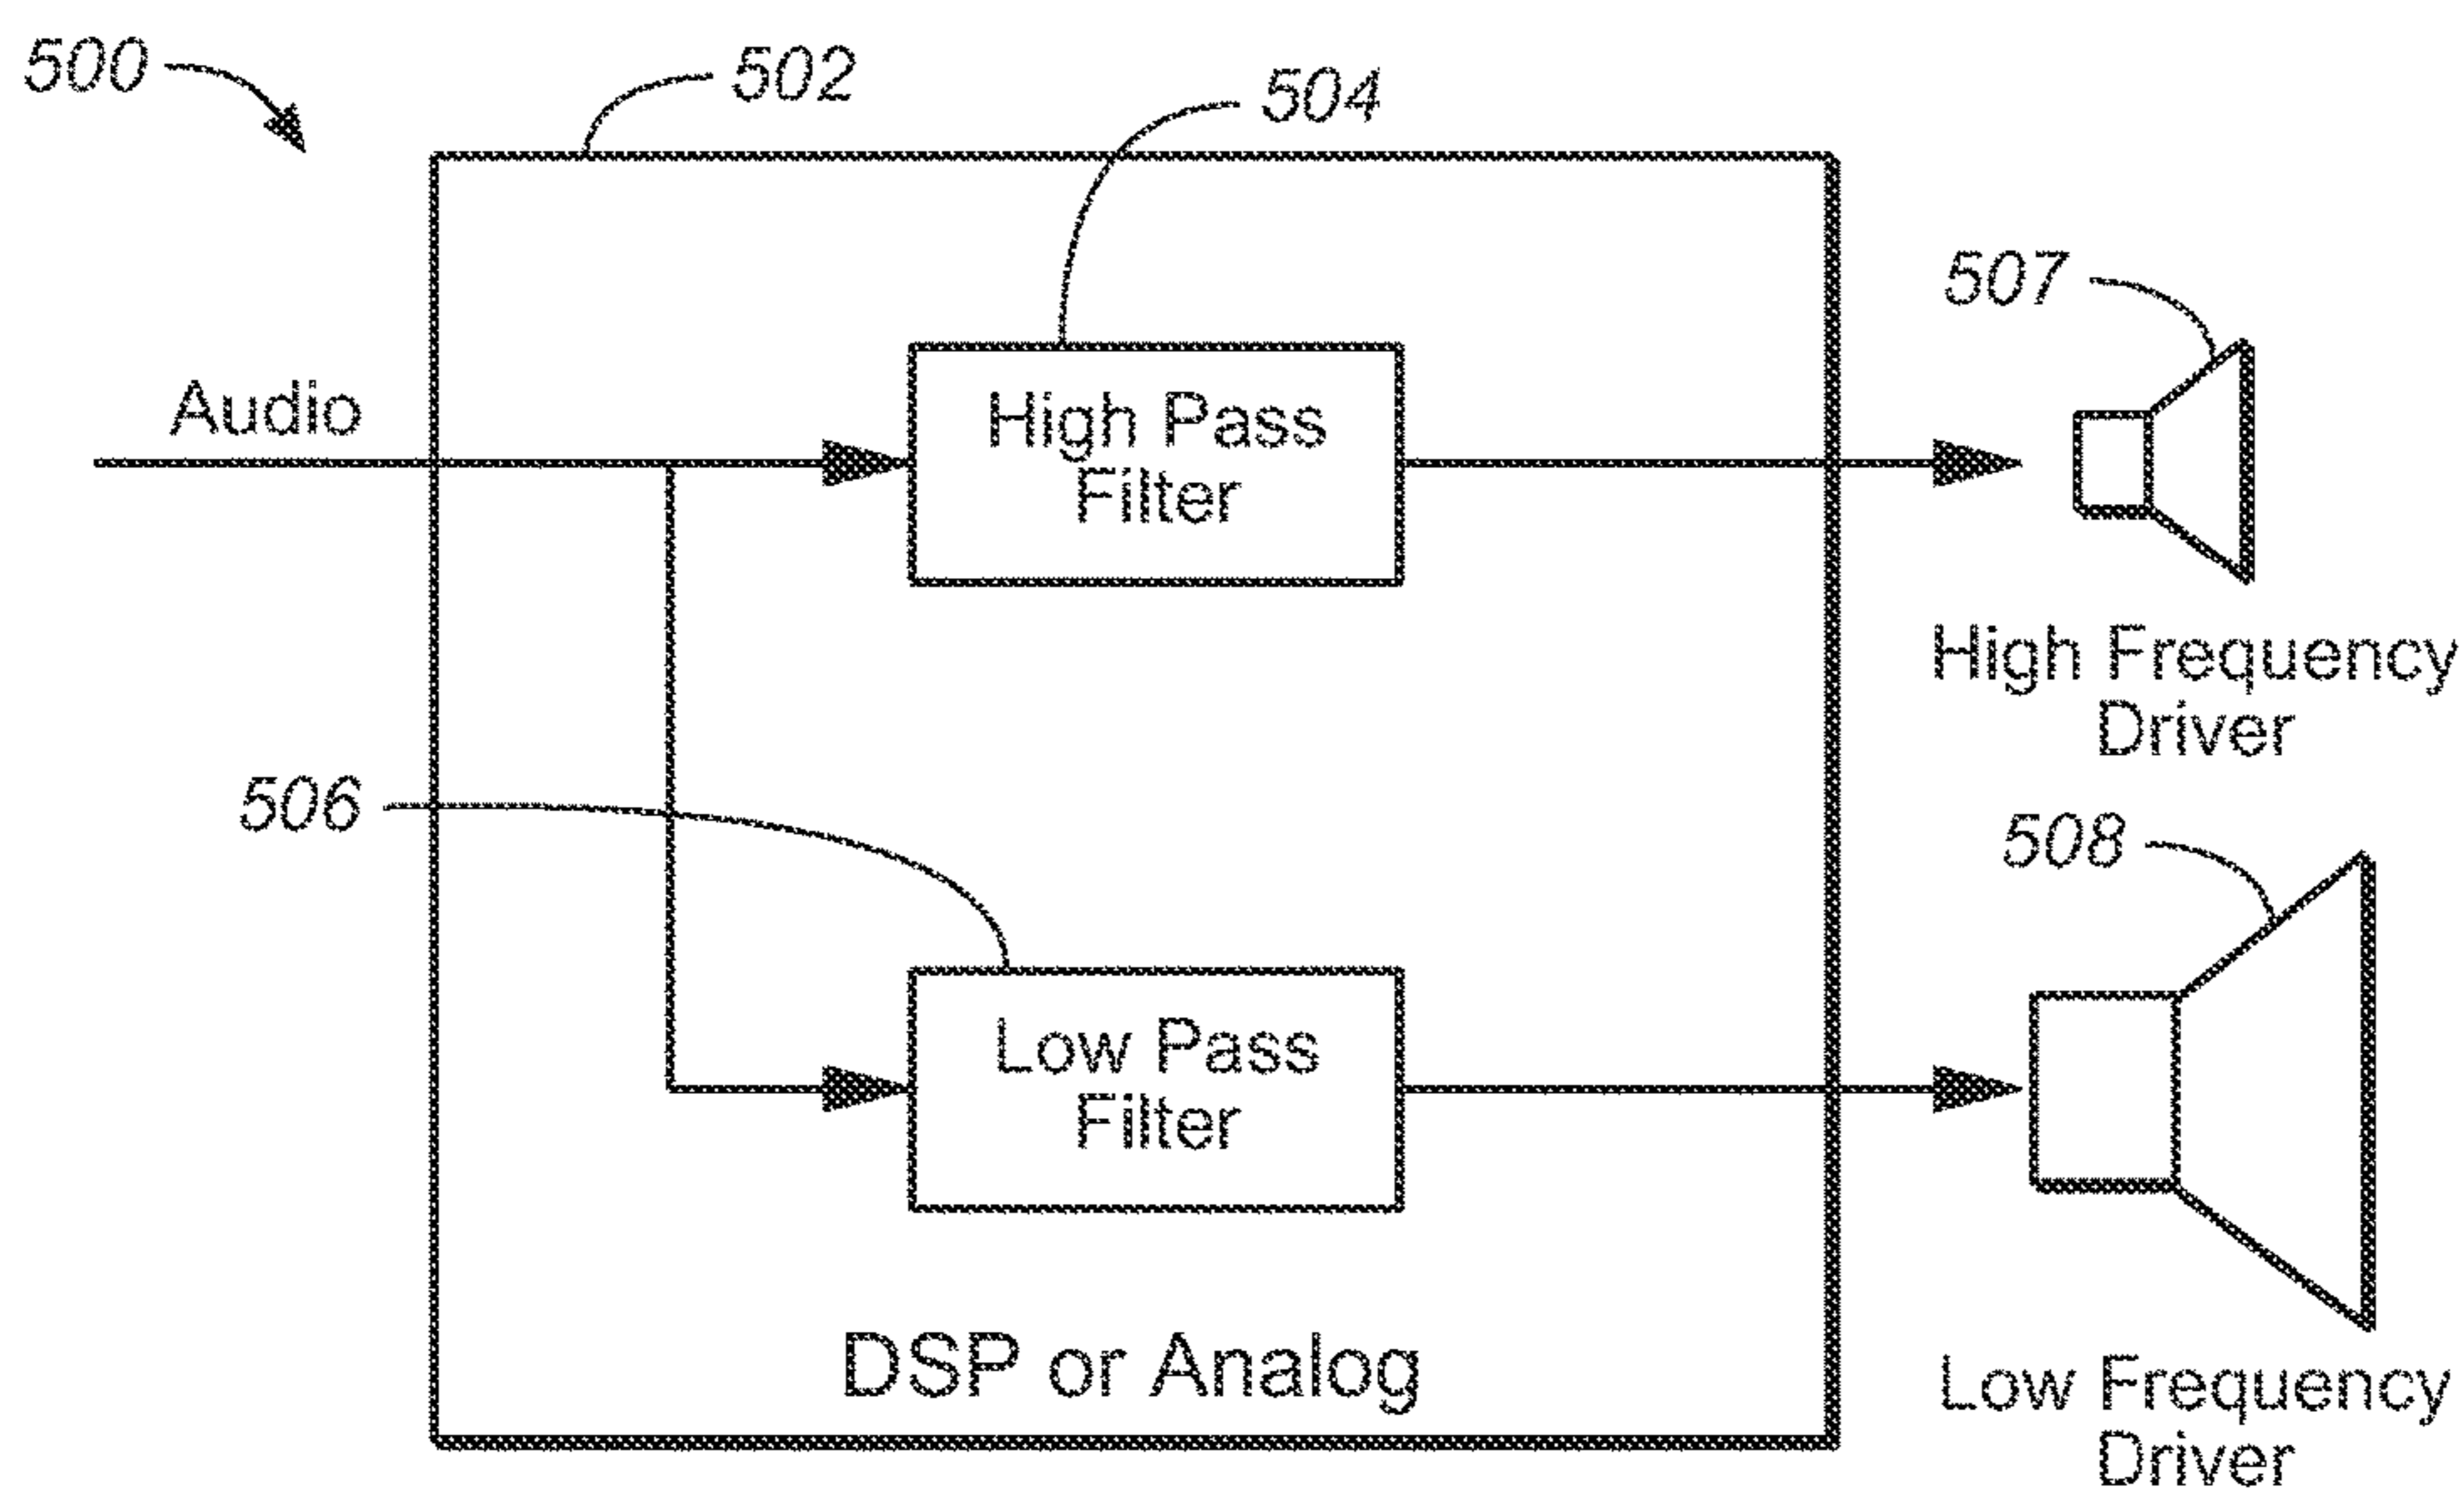 500
502
504
507
Audio
High Pass
Filter
High Frequency
Driver
506
508
Low Pass
Filter
DSP or Analog
Low Frequency
Driver